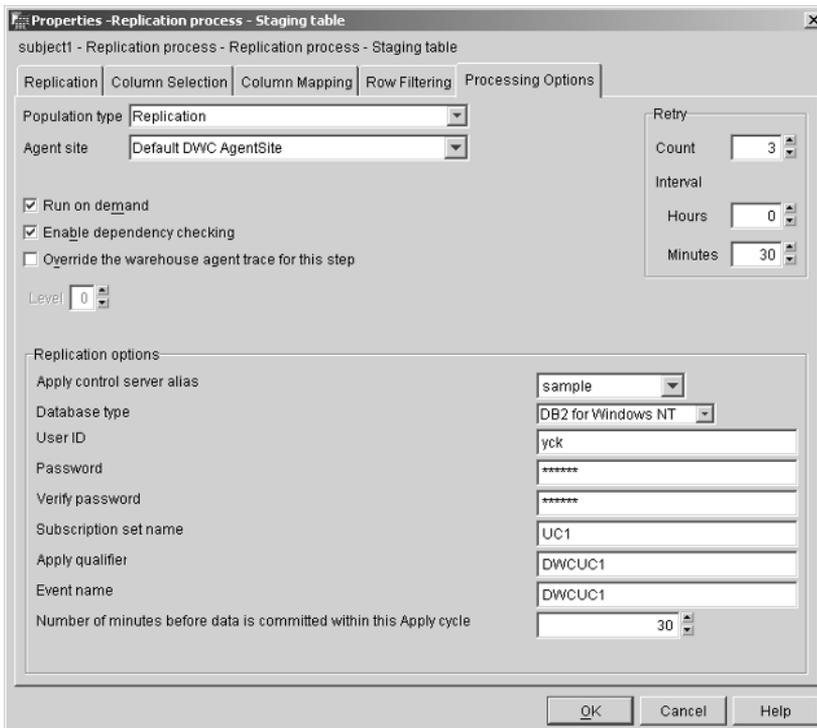 Properties -Replication process - Staging table
subject1 - Replication process - Replication process - Staging table
Replication Column Selection Column Mapping Row Filtering Processing Options
Population type Replication
Agent site Default DWC AgentSite
Retry
Count 3
Interval
Hours 0
Minutes 30
Run on demand
Enable dependency checking
Override the warehouse agent trace for this step
Level 0
Replication options
Apply control server alias sample
Database type DB2 for Windows NT
User ID yck
Password ******
Verify password ******
Subscription set name UC1
Apply qualifier DWCUC1
Event name DWCUC1
Number of minutes before data is committed within this Apply cycle 30
OK Cancel Help